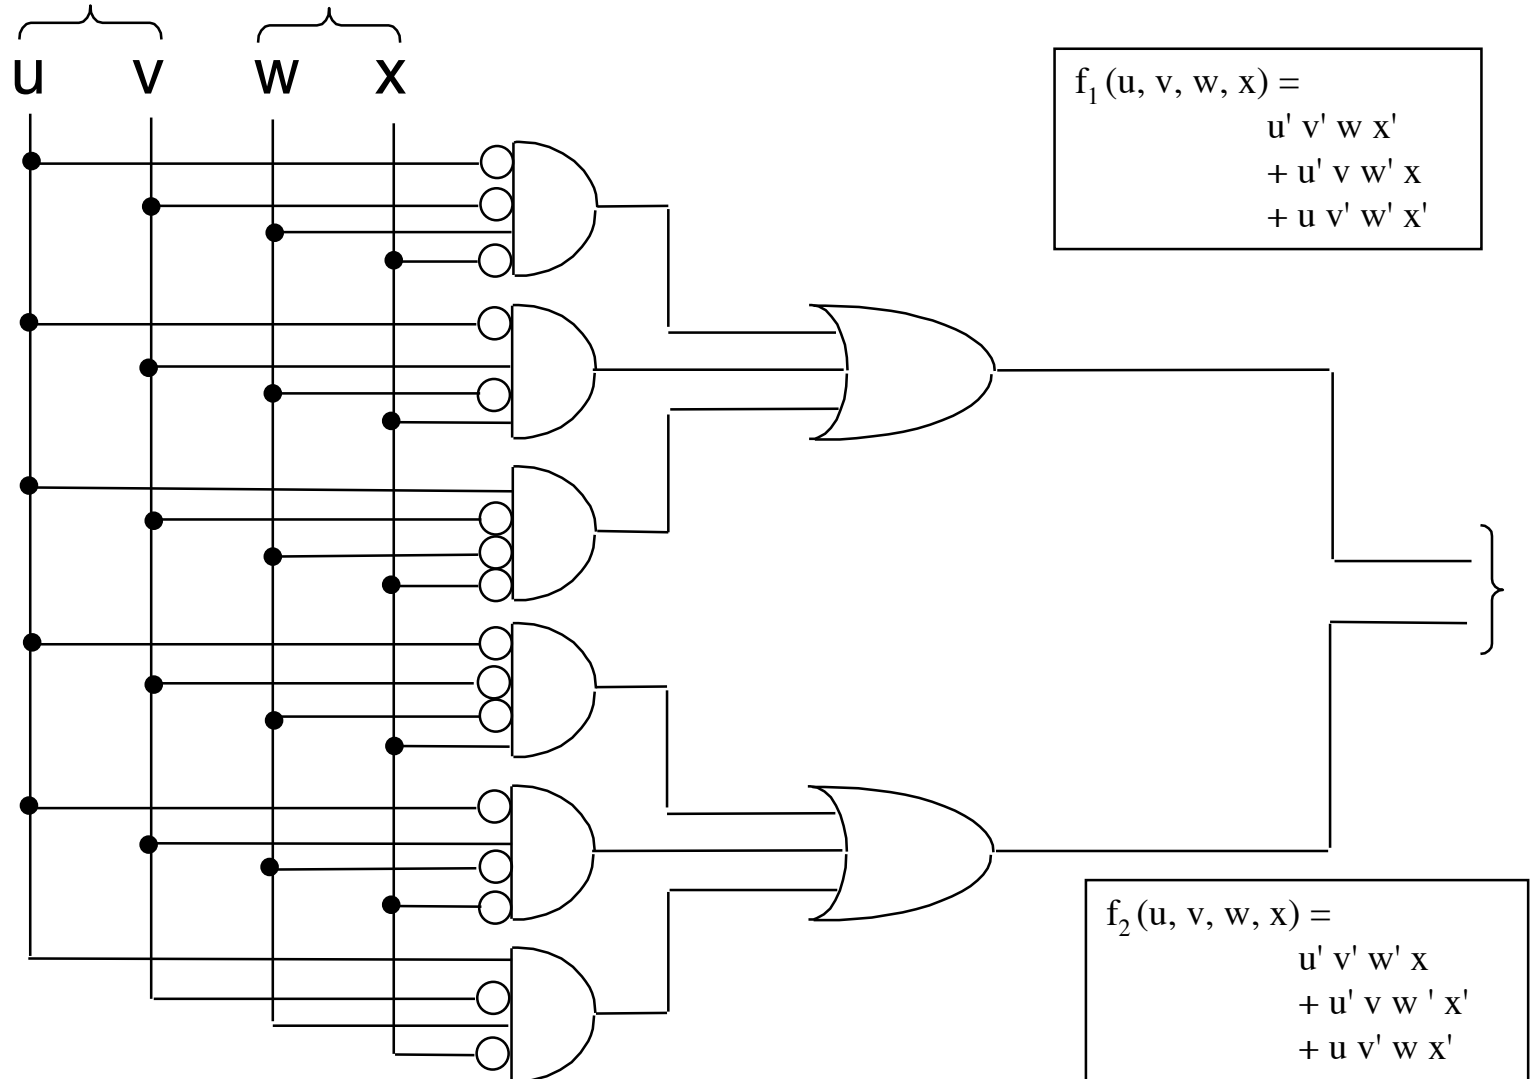 u v w x
f₁ (u, v, w, x) =
u' v' w x'
+ u' v w' x
+ u v' w' x'
f₂ (u, v, w, x) =
u' v' w' x
+ u' v w ' x'
+ u v' w x'